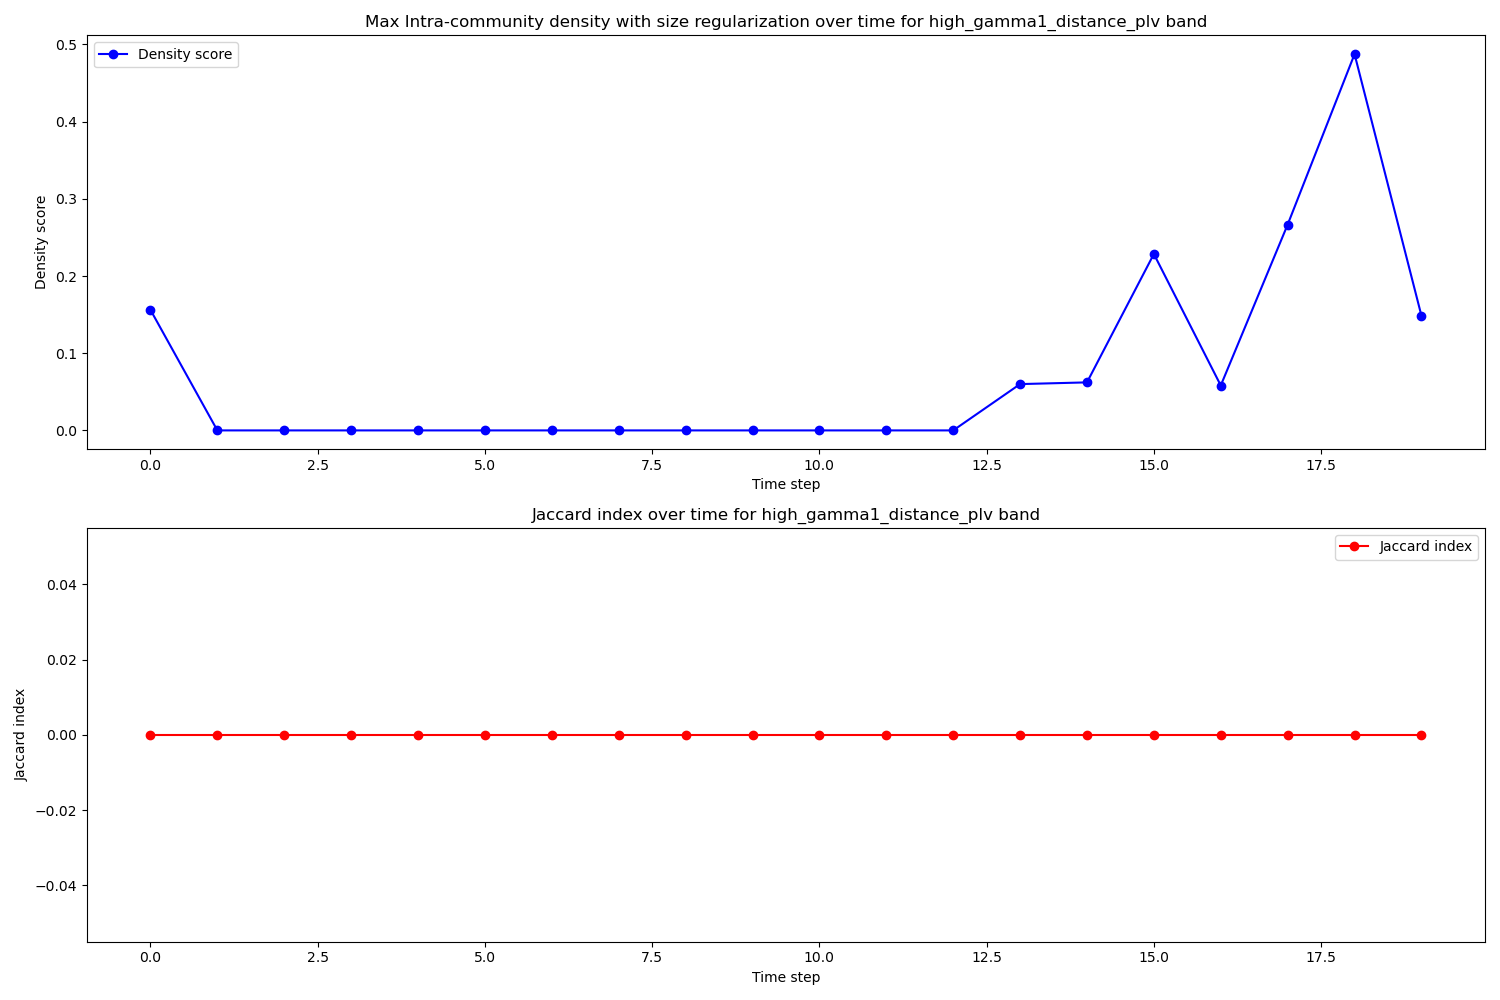 Max Intra-community density with size regularization over time for high_gamma1_distance_plv band
Density score
0.5
0.4
0.3
0.2
0.1
0.0
Density score
0.0 2.5 5.0 7.5 10.0 12.5 15.0 17.5
Time step
Jaccard index over time for high_gamma1_distance_plv band
Jaccard index
0.04
0.02
0.00
−0.02
−0.04
Jaccard index
0.0 2.5 5.0 7.5 10.0 12.5 15.0 17.5
Time step